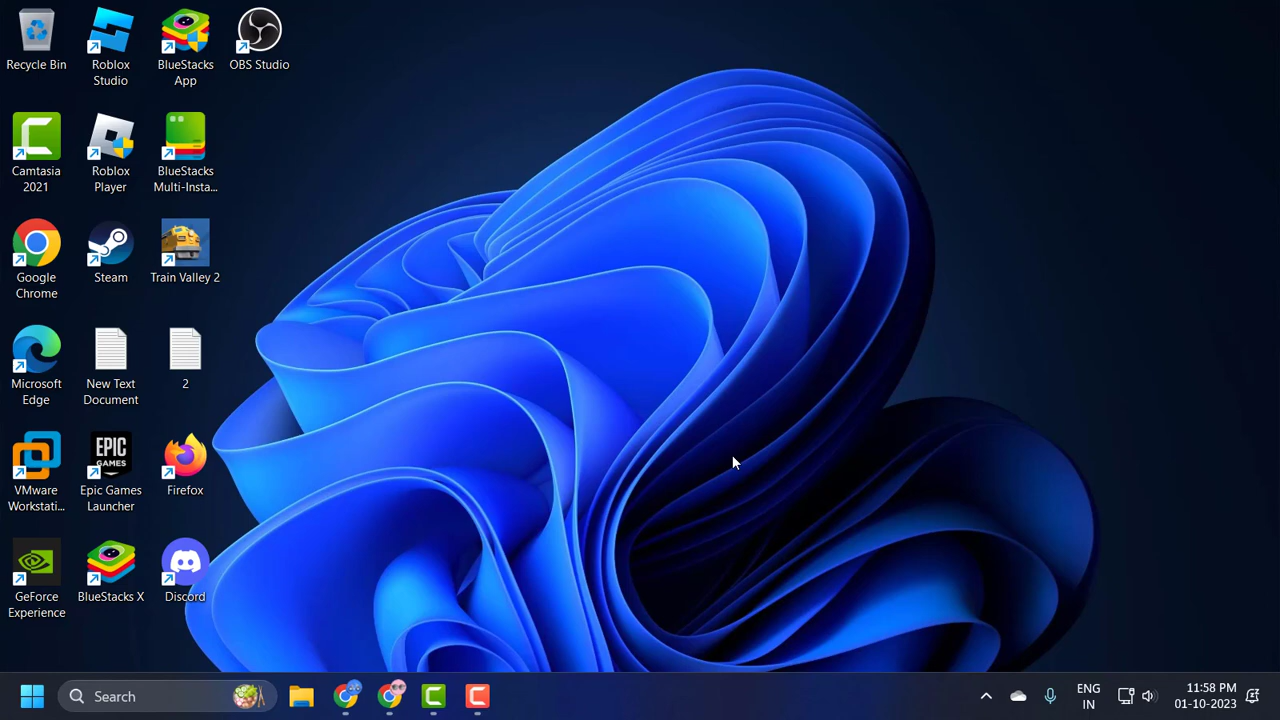 Recycle Bin
Roblox
Studio
BlueStacks
App
OBS Studio
Camtasia
2021
Roblox
Player
BlueStacks
Multi-Insta...
Google
Chrome
Steam
Train Valley 2
Microsoft
Edge
New Text
Document
2
VMware
Workstati...
EPIC
GAMES
Epic Games
Launcher
Firefox
GeForce
Experience
BlueStacks X
Discord
Search
ENG
IN
11:58 PM
01-10-2023